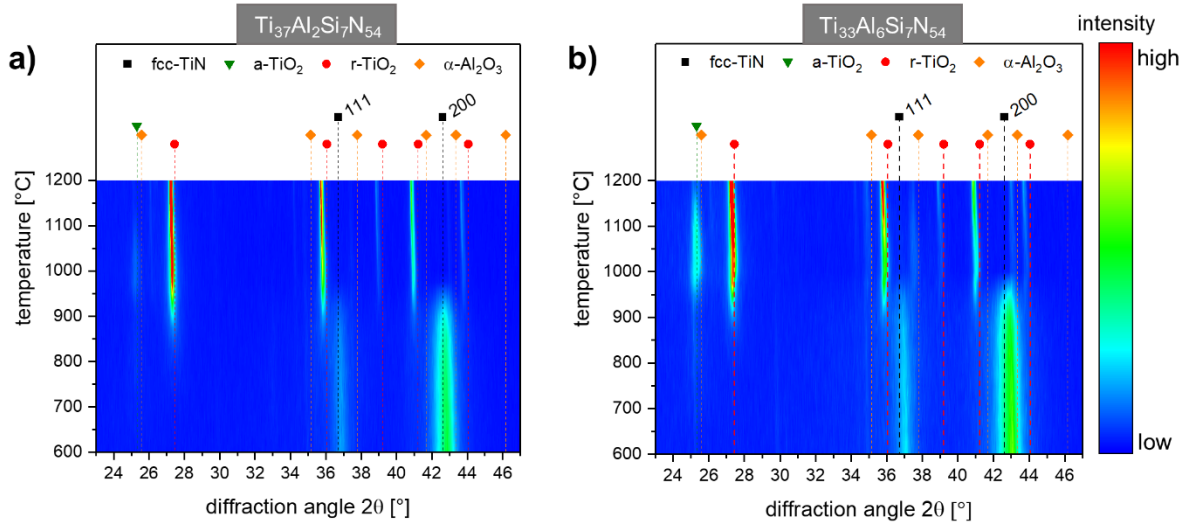 Ti₃₇Al₂Si₇N₅₄
a)
fcc-TiN a-TiO₂ r-TiO₂ α-Al₂O₃
111
200
temperature [°C]
1200
1100
1000
900
800
700
600
24 26 28 30 32 34 36 38 40 42 44 46
diffraction angle 2θ [°]
Ti₃₃Al₆Si₇N₅₄
b)
fcc-TiN a-TiO₂ r-TiO₂ α-Al₂O₃
111
200
temperature [°C]
1200
1100
1000
900
800
700
600
24 26 28 30 32 34 36 38 40 42 44 46
diffraction angle 2θ [°]
intensity
high
low